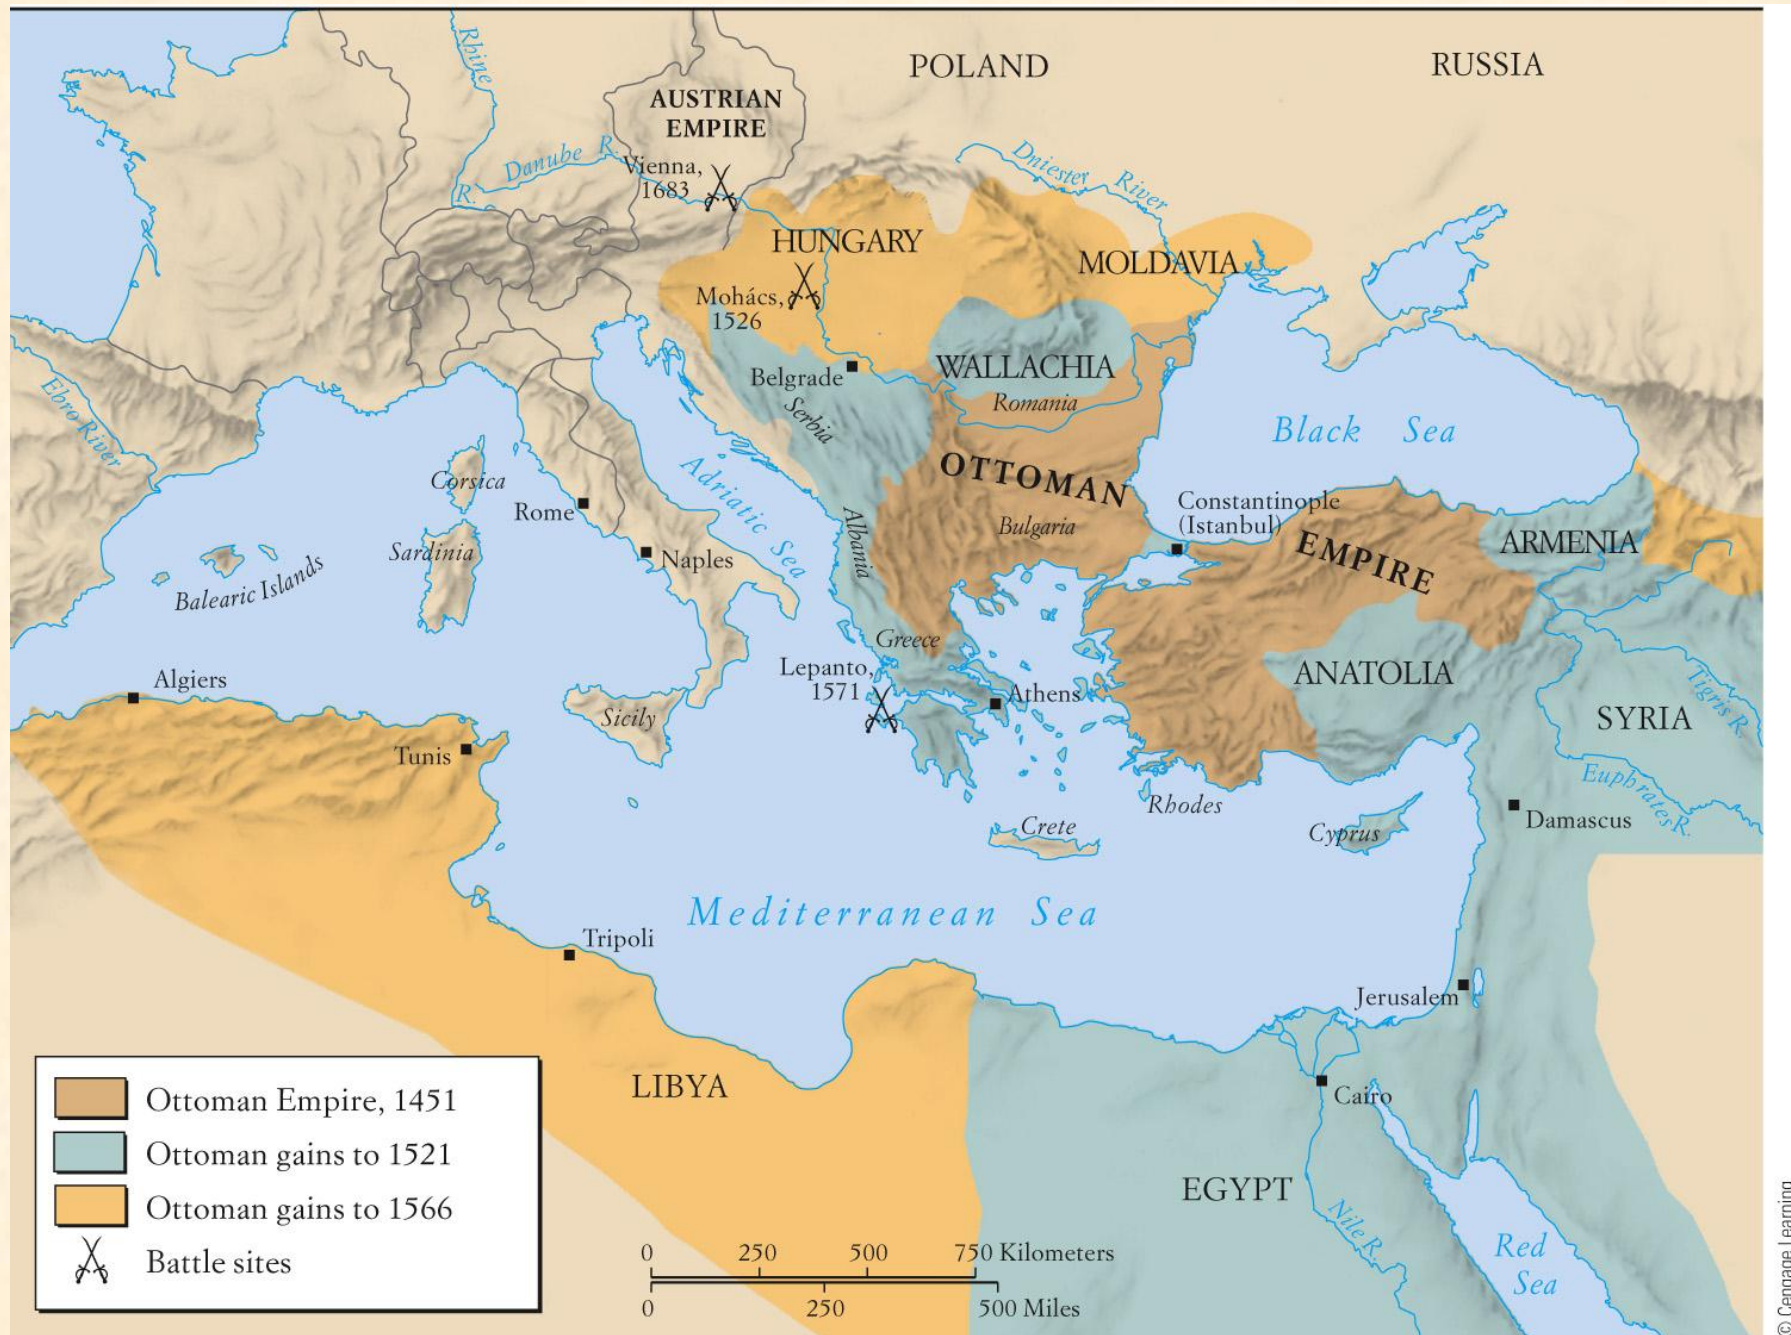 POLAND
RUSSIA
Rhine
R.
AUSTRIAN
EMPIRE
Danube R.
Vienna,
1683
Dniester River
HUNGARY
MOLDAVIA
Mohács,
1526
WALLACHIA
Romania
Belgrade
Serbia
Ebro River
Black Sea
OTTOMAN
EMPIRE
Constantinople
(Istanbul)
Bulgaria
ARMENIA
Corsica
Rome
Adriatic Sea
Albania
Sardinia
Naples
Balearic Islands
Greece
Lepanto,
1571
Athens
ANATOLIA
Algiers
Tunis
Sicily
SYRIA
Tigris R.
Euphrates R.
Rhodes
Crete
Cyprus
Damascus
Mediterranean Sea
Tripoli
Jerusalem
LIBYA
Cairo
EGYPT
Nile R.
Red
Sea
Ottoman Empire, 1451
Ottoman gains to 1521
Ottoman gains to 1566
Battle sites
0 250 500 750 Kilometers
0 250 500 Miles
© Cengage Learning